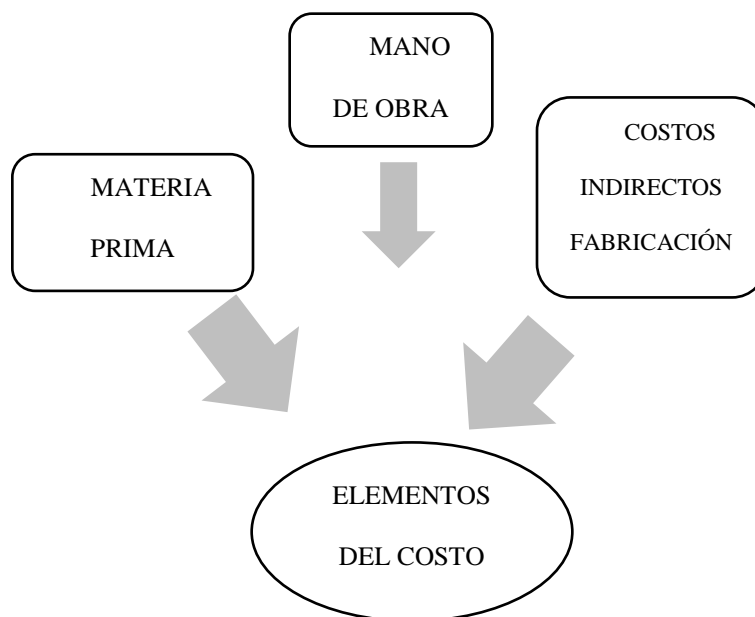 MANO
DE OBRA
COSTOS
INDIRECTOS
FABRICACIÓN
MATERIA
PRIMA
ELEMENTOS
DEL COSTO